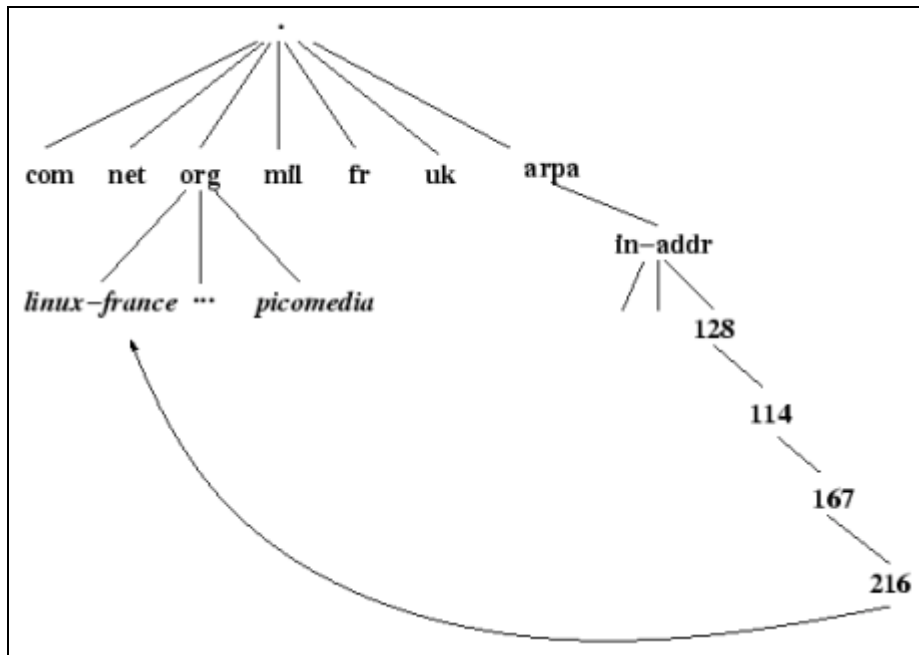 .
com net org mil fr uk arpa
in-addr
linux-france ... picomedia
128
114
167
216